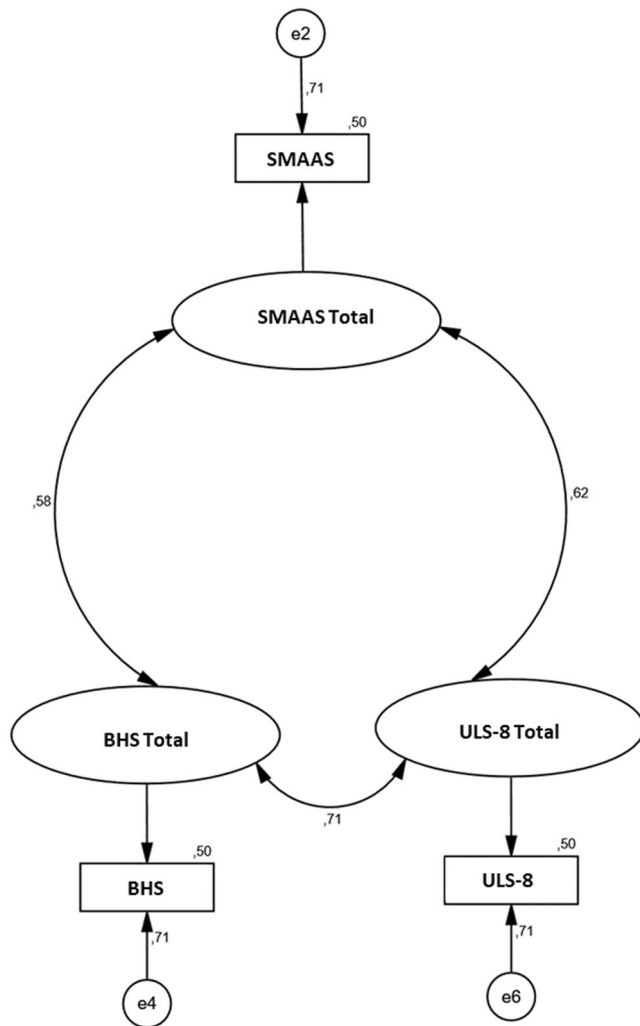 e2
,71
,50
SMAAS
SMAAS Total
,58
,62
BHS Total
ULS-8 Total
,71
,50
BHS
,50
ULS-8
,71
,71
e4
e6